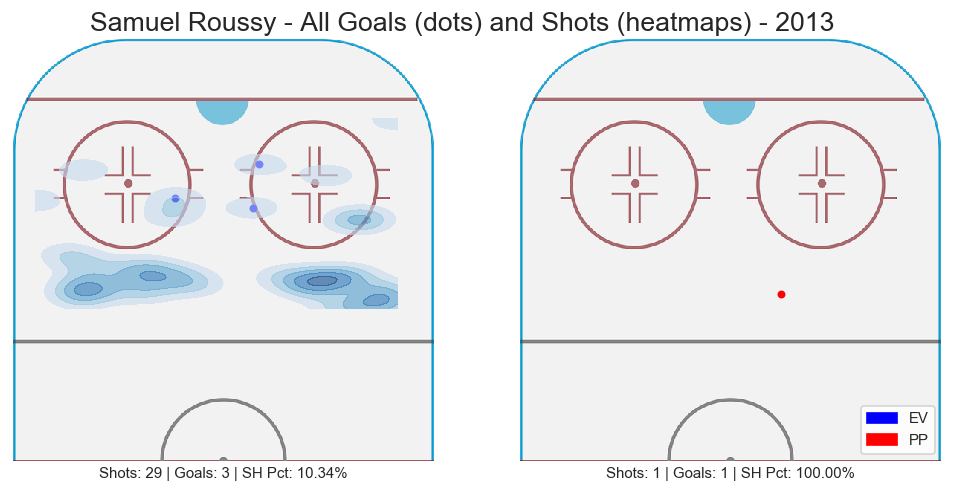 Samuel Roussy - All Goals (dots) and Shots (heatmaps) - 2013
EV
PP
Shots: 29 | Goals: 3 | SH Pct: 10.34%
Shots: 1 | Goals: 1 | SH Pct: 100.00%